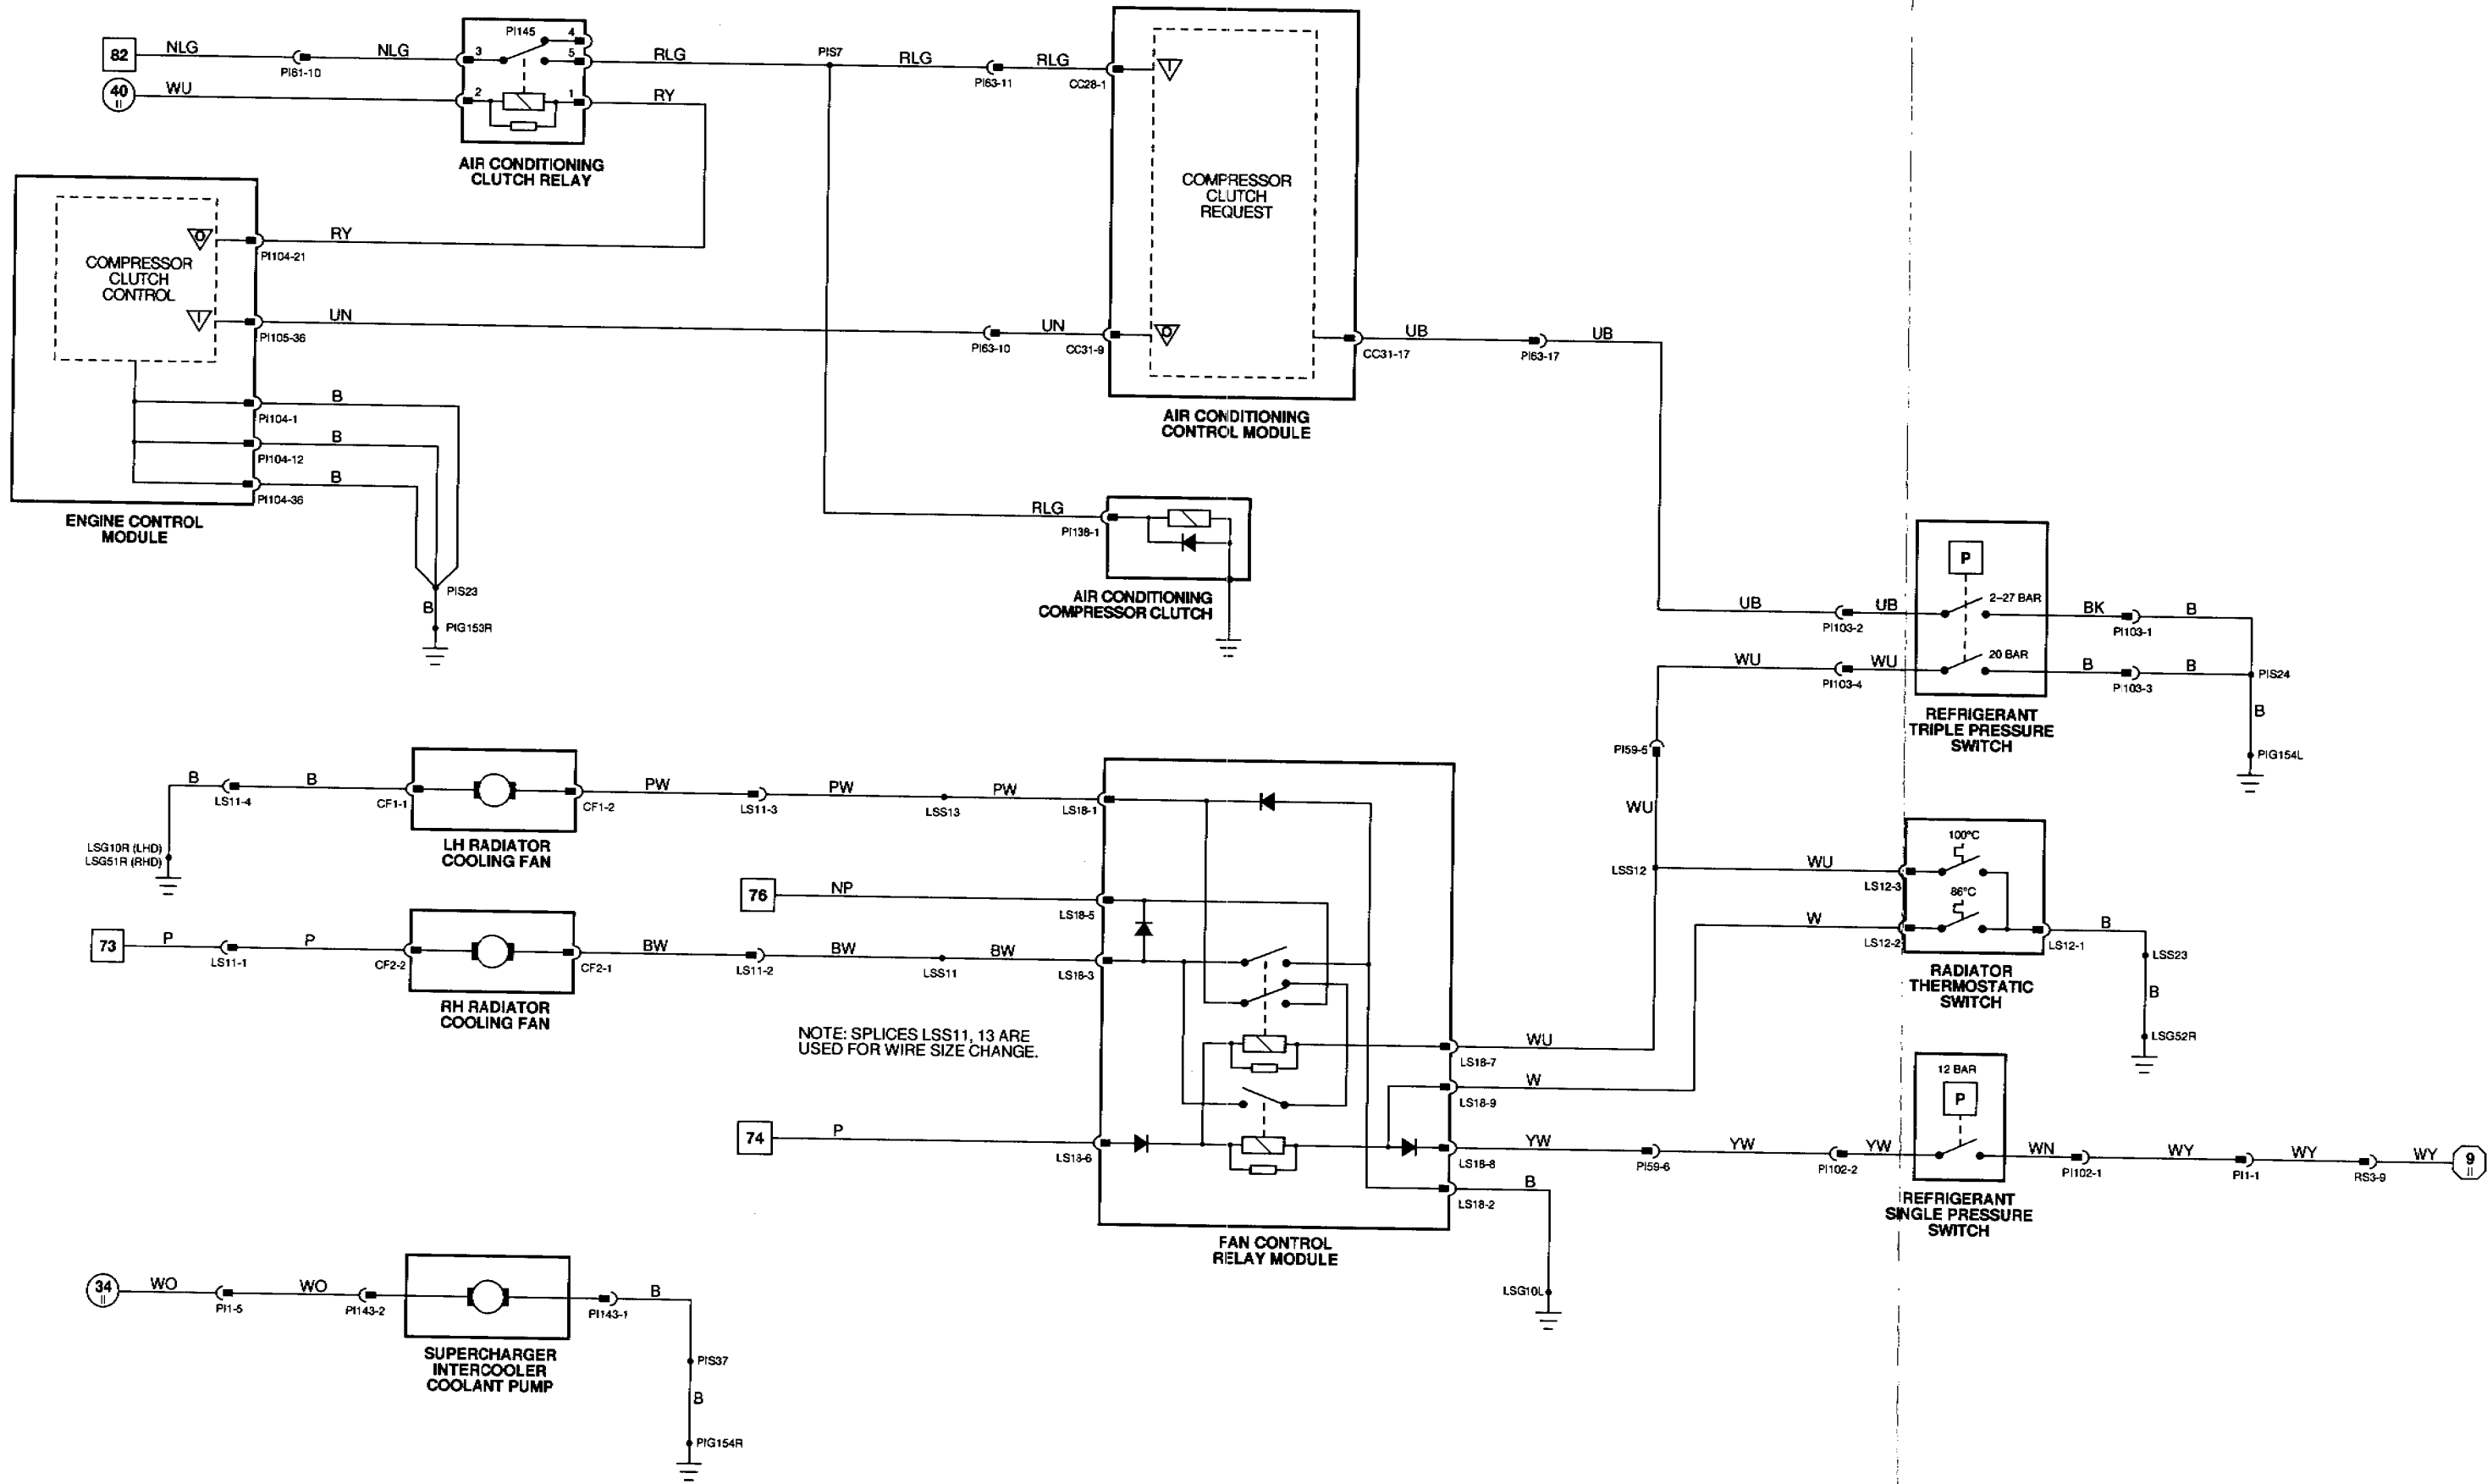 82
NLG
PI61-10
NLG
3
PI145
4
5
RLG
PIS7
RLG
PI63-11
RLG
CC28-1
I
40
II
WU
2
1
RY
AIR CONDITIONING
CLUTCH RELAY
COMPRESSOR
CLUTCH
REQUEST
COMPRESSOR
CLUTCH
CONTROL
O
RY
PI104-21
I
UN
PI105-36
PI63-10
UN
CC31-9
O
CC31-17
UB
PI63-17
UB
AIR CONDITIONING
CONTROL MODULE
B
PI104-1
B
PI104-12
B
PI104-36
ENGINE CONTROL
MODULE
PIS23
B
PIG153R
RLG
PI138-1
AIR CONDITIONING
COMPRESSOR CLUTCH
P
UB
PI103-2
UB
2-27 BAR
BK
PI103-1
B
WU
PI103-4
WU
20 BAR
B
PI103-3
B
PIS24
B
PIG154L
REFRIGERANT
TRIPLE PRESSURE
SWITCH
PI59-5
WU
LSS12
B
LS11-4
B
CF1-1
CF1-2
PW
LS11-3
PW
LSS13
PW
LS18-1
LSG10R (LHD)
LSG51R (RHD)
LH RADIATOR
COOLING FAN
76
NP
LS18-5
73
P
LS11-1
P
CF2-2
CF2-1
BW
LS11-2
BW
LSS11
BW
LS18-3
RH RADIATOR
COOLING FAN
NOTE: SPLICES LSS11, 13 ARE
USED FOR WIRE SIZE CHANGE.
WU
LS12-3
100°C
W
LS12-2
86°C
LS12-1
B
LSS23
B
LSG52R
RADIATOR
THERMOSTATIC
SWITCH
LS18-7
WU
LS18-9
W
74
P
LS18-6
LS18-8
YW
PI59-6
YW
PI102-2
YW
12 BAR
P
WN
PI102-1
WY
PI1-1
WY
RS3-9
WY
9
II
REFRIGERANT
SINGLE PRESSURE
SWITCH
LS18-2
B
LSG10L
FAN CONTROL
RELAY MODULE
34
II
WO
PI1-5
WO
PI143-2
PI143-1
B
PIS37
B
PIG154R
SUPERCHARGER
INTERCOOLER
COOLANT PUMP